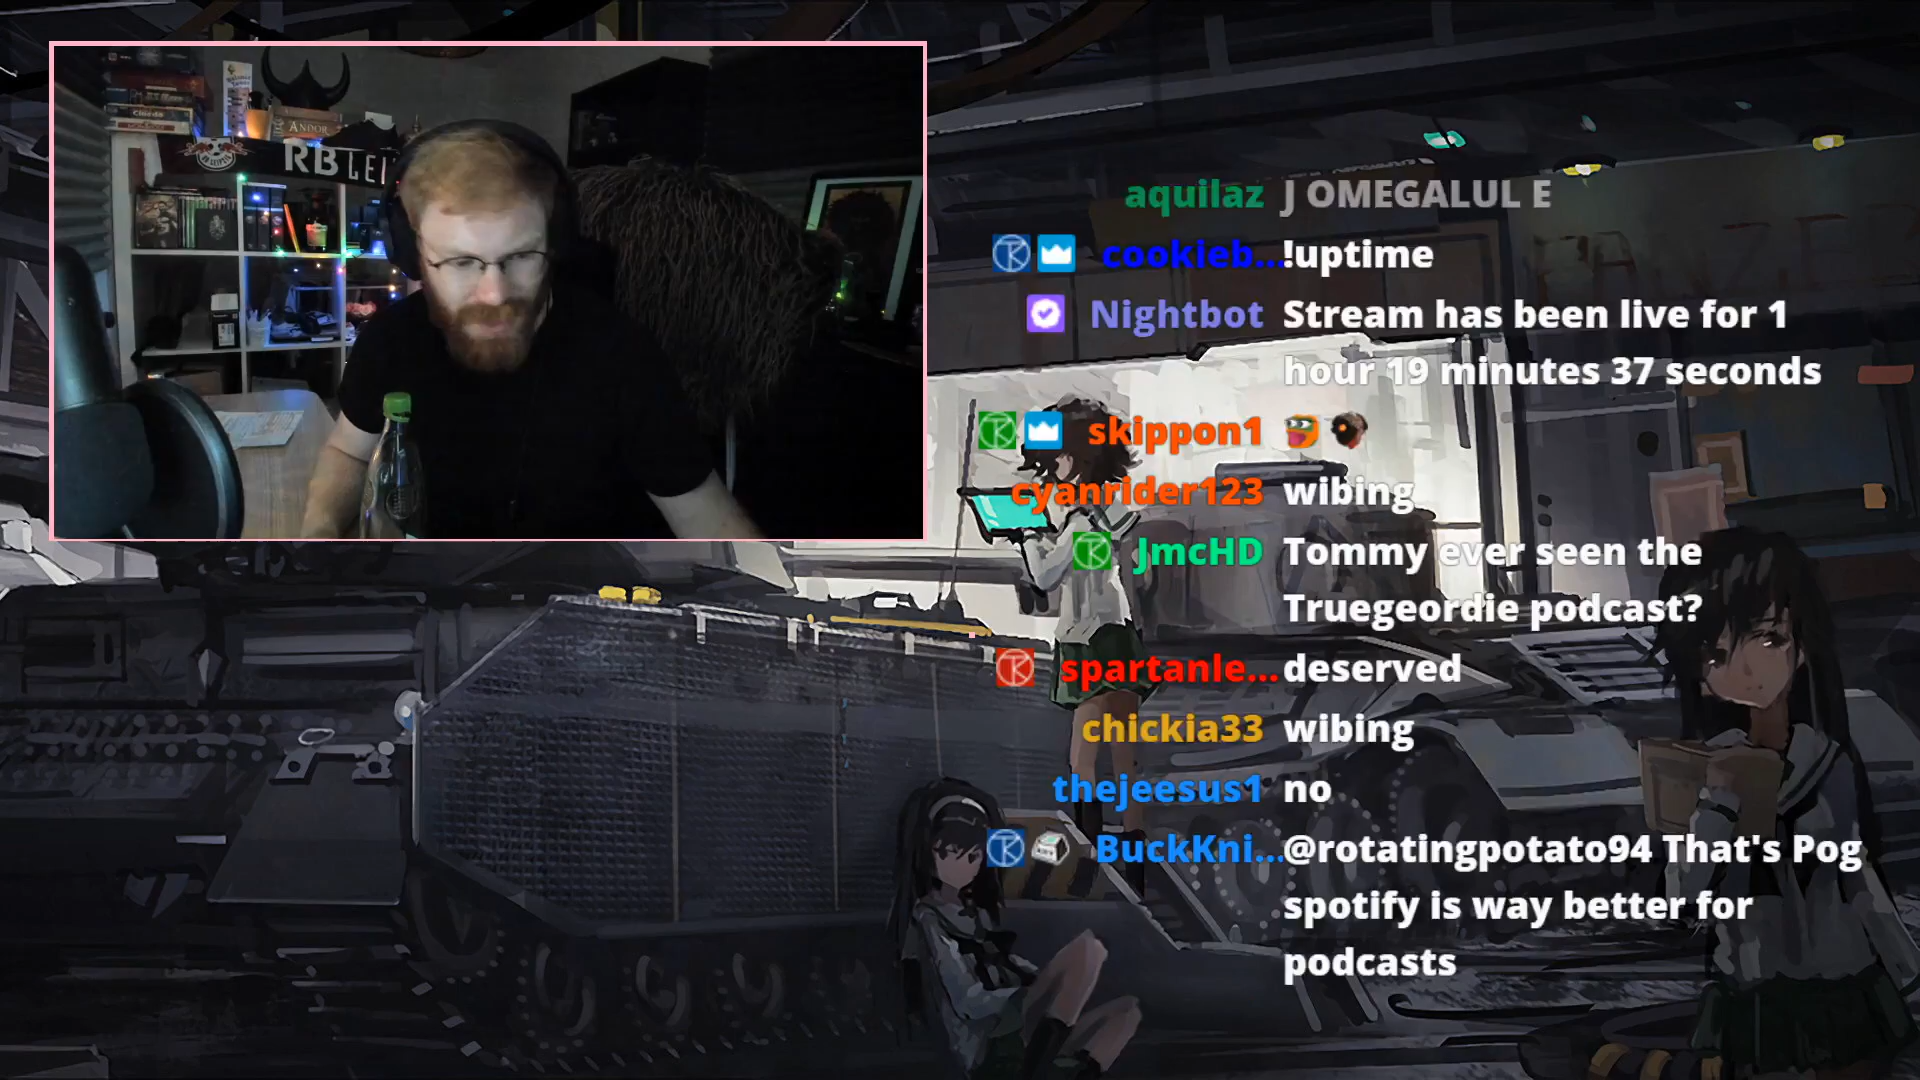 Cineda
ANDOR
RB LEI
aquilaz J OMEGALUL E
cookieb... !uptime
Nightbot Stream has been live for 1
hour 19 minutes 37 seconds
skippon1
cyanrider123 wibing
JmcHD Tommy ever seen the
Truegeordie podcast?
spartanle... deserved
chickia33 wibing
thejeesus1 no
BuckKni... @rotatingpotato94 That's Pog
spotify is way better for
podcasts